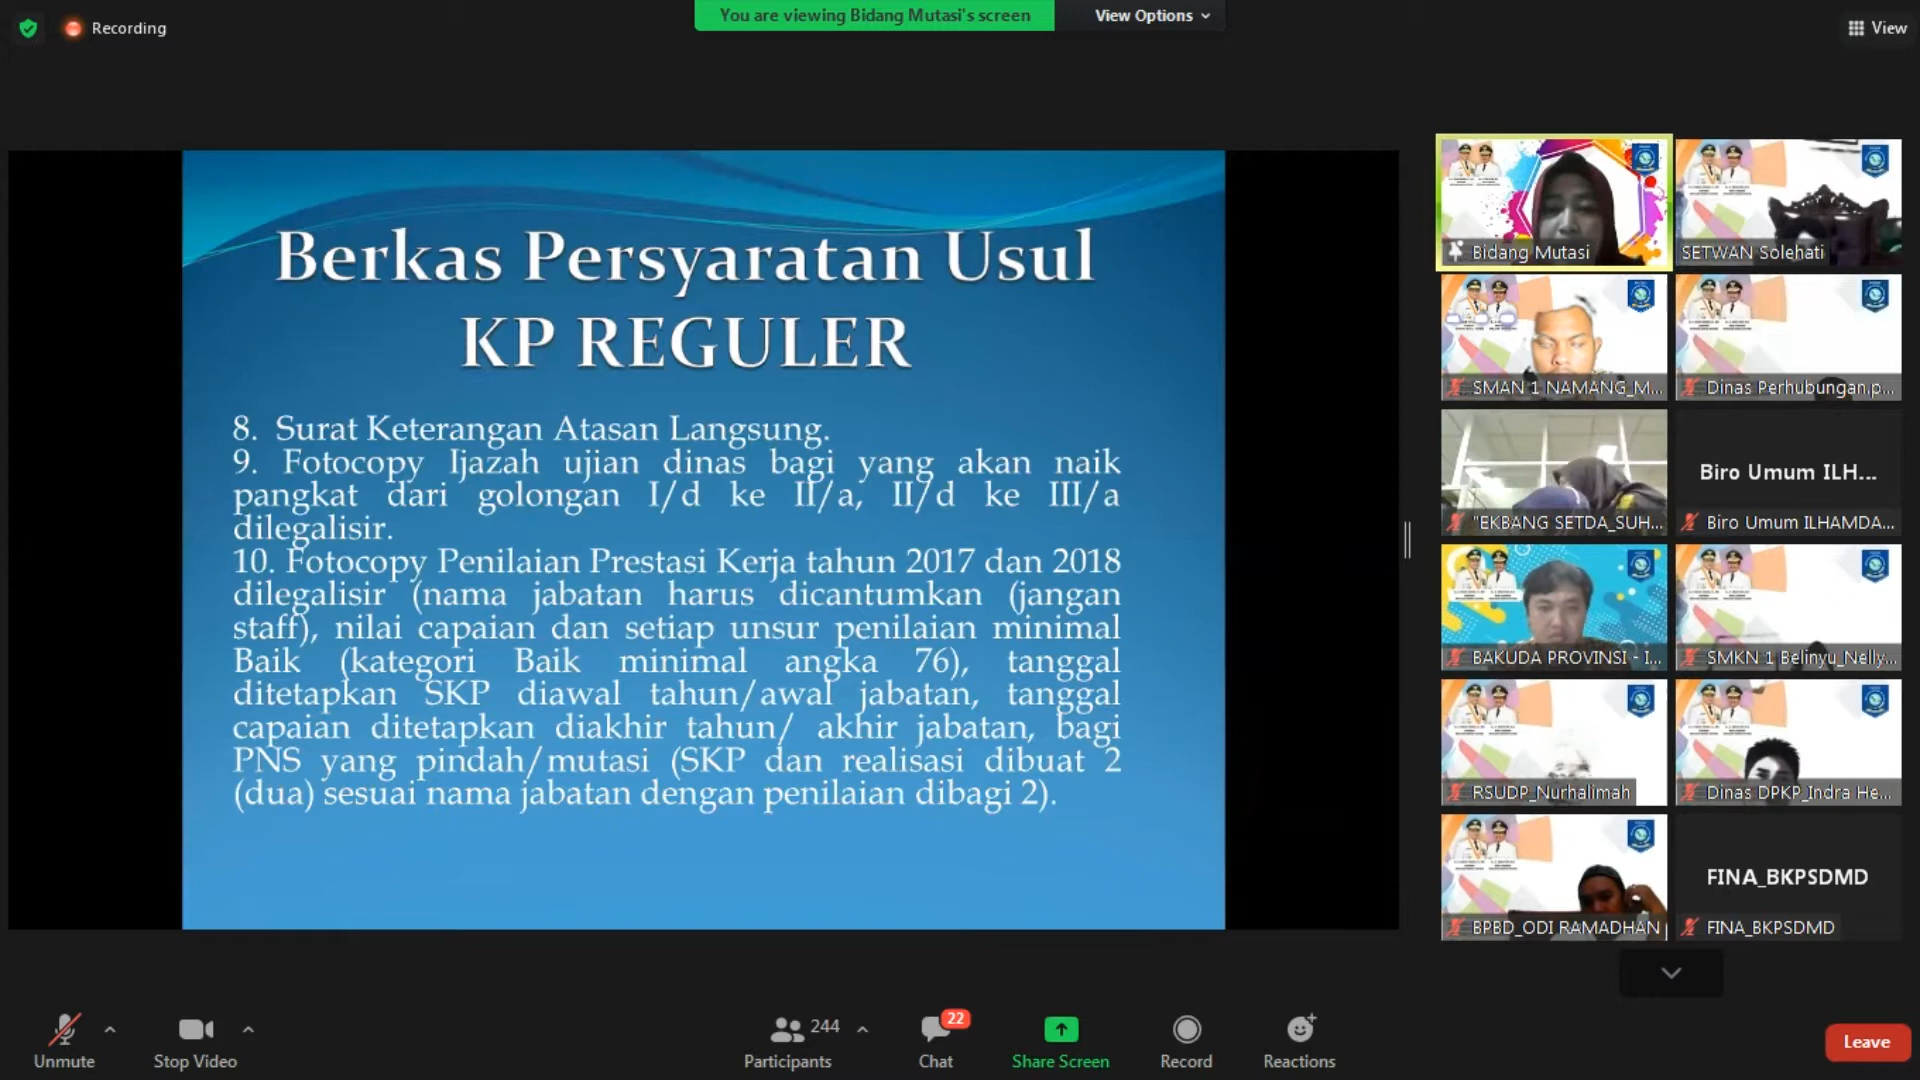 Recording
You are viewing Bidang Mutasi's screen
View Options
View
Berkas Persyaratan Usul
KP REGULER
8. Surat Keterangan Atasan Langsung.
9. Fotocopy Ijazah ujian dinas bagi yang akan naik
pangkat dari golongan I/d ke II/a, II/d ke III/a
dilegalisir.
10. Fotocopy Penilaian Prestasi Kerja tahun 2017 dan 2018
dilegalisir (nama jabatan harus dicantumkan (jangan
staff), nilai capaian dan setiap unsur penilaian minimal
Baik (kategori Baik minimal angka 76), tanggal
ditetapkan SKP diawal tahun/awal jabatan, tanggal
capaian ditetapkan diakhir tahun/ akhir jabatan, bagi
PNS yang pindah/mutasi (SKP dan realisasi dibuat 2
(dua) sesuai nama jabatan dengan penilaian dibagi 2).
Bidang Mutasi
SETWAN Solehati
SMAN 1 NAMANG_M...
Dinas Perhubungan.p...
"EKBANG SETDA_SUH...
Biro Umum ILH...
Biro Umum ILHAMDA...
BAKUDA PROVINSI - I...
SMKN 1 Belinyu_Nelly...
RSUDP_Nurhalimah
Dinas DPKP_Indra He...
BPBD_ODI RAMADHAN
FINA_BKPSDMD
FINA_BKPSDMD
Unmute
Stop Video
244
Participants
22
Chat
Share Screen
Record
Reactions
Leave